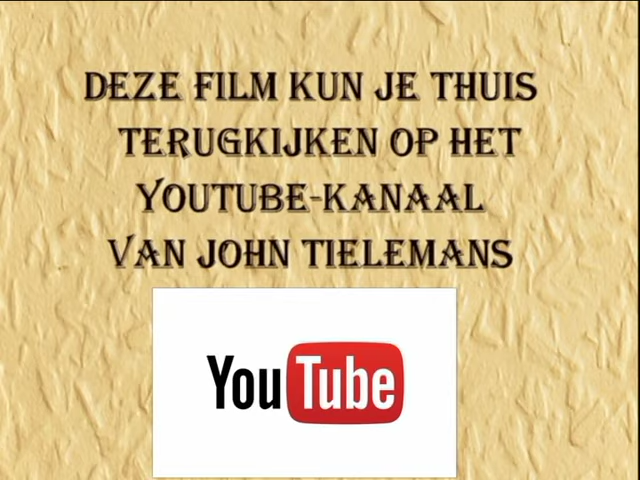 DEZE FILM KUN JE THUIS
TERUGKIJKEN OP HET
YOUTUBE-KANAAL
VAN JOHN TIELEMANS
YouTube